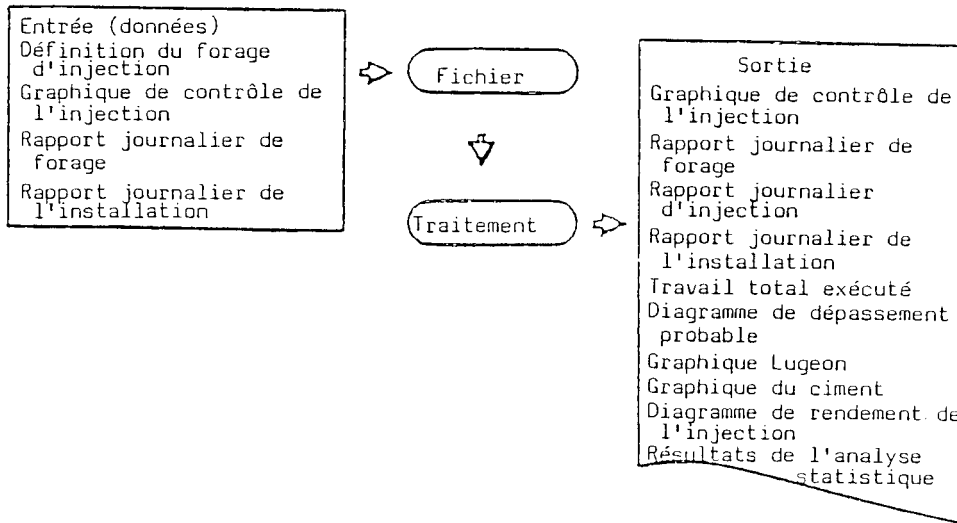 Entrée (données)
Définition du forage
d'injection
Graphique de contrôle de
l'injection
Rapport journalier de
forage
Rapport journalier de
l'installation
Fichier
Traitement
Sortie
Graphique de contrôle de
l'injection
Rapport journalier de
forage
Rapport journalier
d'injection
Rapport journalier de
l'installation
Travail total exécuté
Diagramme de dépassement
probable
Graphique Lugeon
Graphique du ciment
Diagramme de rendement de
l'injection
Résultats de l'analyse
statistique